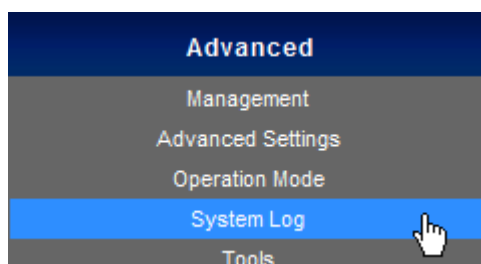 Advanced
Management
Advanced Settings
Operation Mode
System Log
Tools